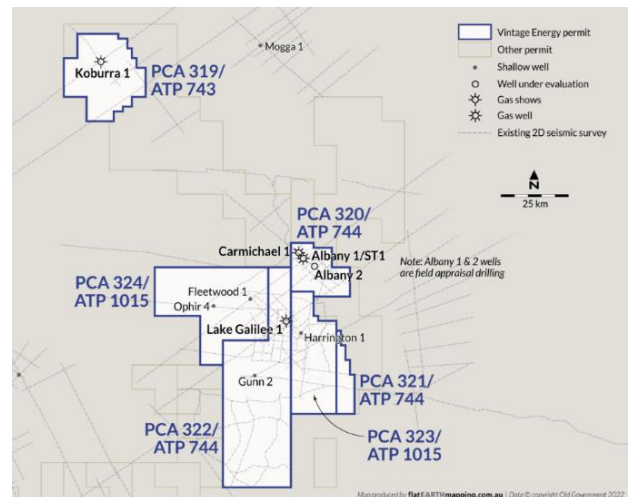 Mogga 1
Koburra 1
PCA 319/
ATP 743
Vintage Energy permit
Other permit
Shallow well
Well under evaluation
Gas shows
Gas well
Existing 2D seismic survey
N
25 km
PCA 320/
ATP 744
Carmichael 1
Albany 1/ST1
Albany 2
Note: Albany 1 & 2 wells
are field appraisal drilling
PCA 324/
ATP 1015
Fleetwood 1
Ophir 4
Lake Galilee 1
Harrington 1
Gunn 2
PCA 321/
ATP 744
PCA 322/
ATP 744
PCA 323/
ATP 1015
Map produced by flatEARTHmapping.com.au | Data © copyright Qld Government 2022